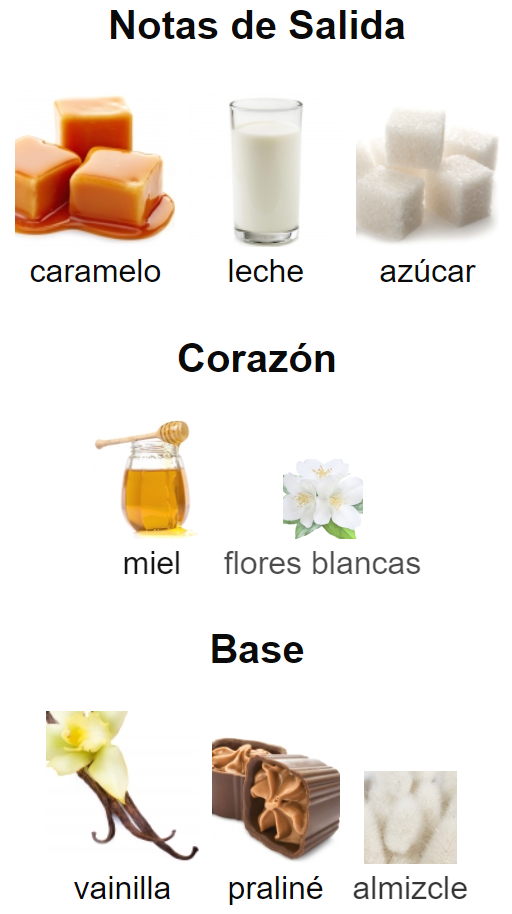 Notas de Salida
caramelo leche azúcar
Corazón
miel flores blancas
Base
vainilla praliné almizcle